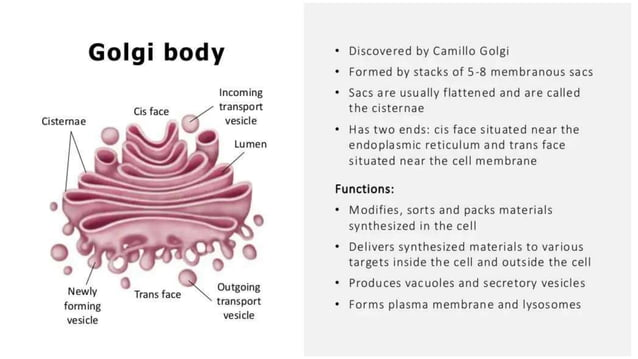 Golgi body
Incoming
transport
vesicle
Cis face
Cisternae
Lumen
Newly
forming
vesicle
Trans face
Outgoing
transport
vesicle
• Discovered by Camillo Golgi
• Formed by stacks of 5-8 membranous sacs
• Sacs are usually flattened and are called
the cisternae
• Has two ends: cis face situated near the
endoplasmic reticulum and trans face
situated near the cell membrane
Functions:
• Modifies, sorts and packs materials
synthesized in the cell
• Delivers synthesized materials to various
targets inside the cell and outside the cell
• Produces vacuoles and secretory vesicles
• Forms plasma membrane and lysosomes